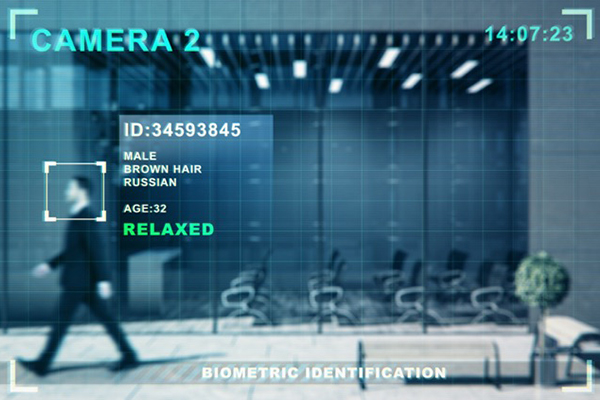 CAMERA 2
14:07:23
ID:34593845
MALE
BROWN HAIR
RUSSIAN
AGE:32
RELAXED
BIOMETRIC IDENTIFICATION